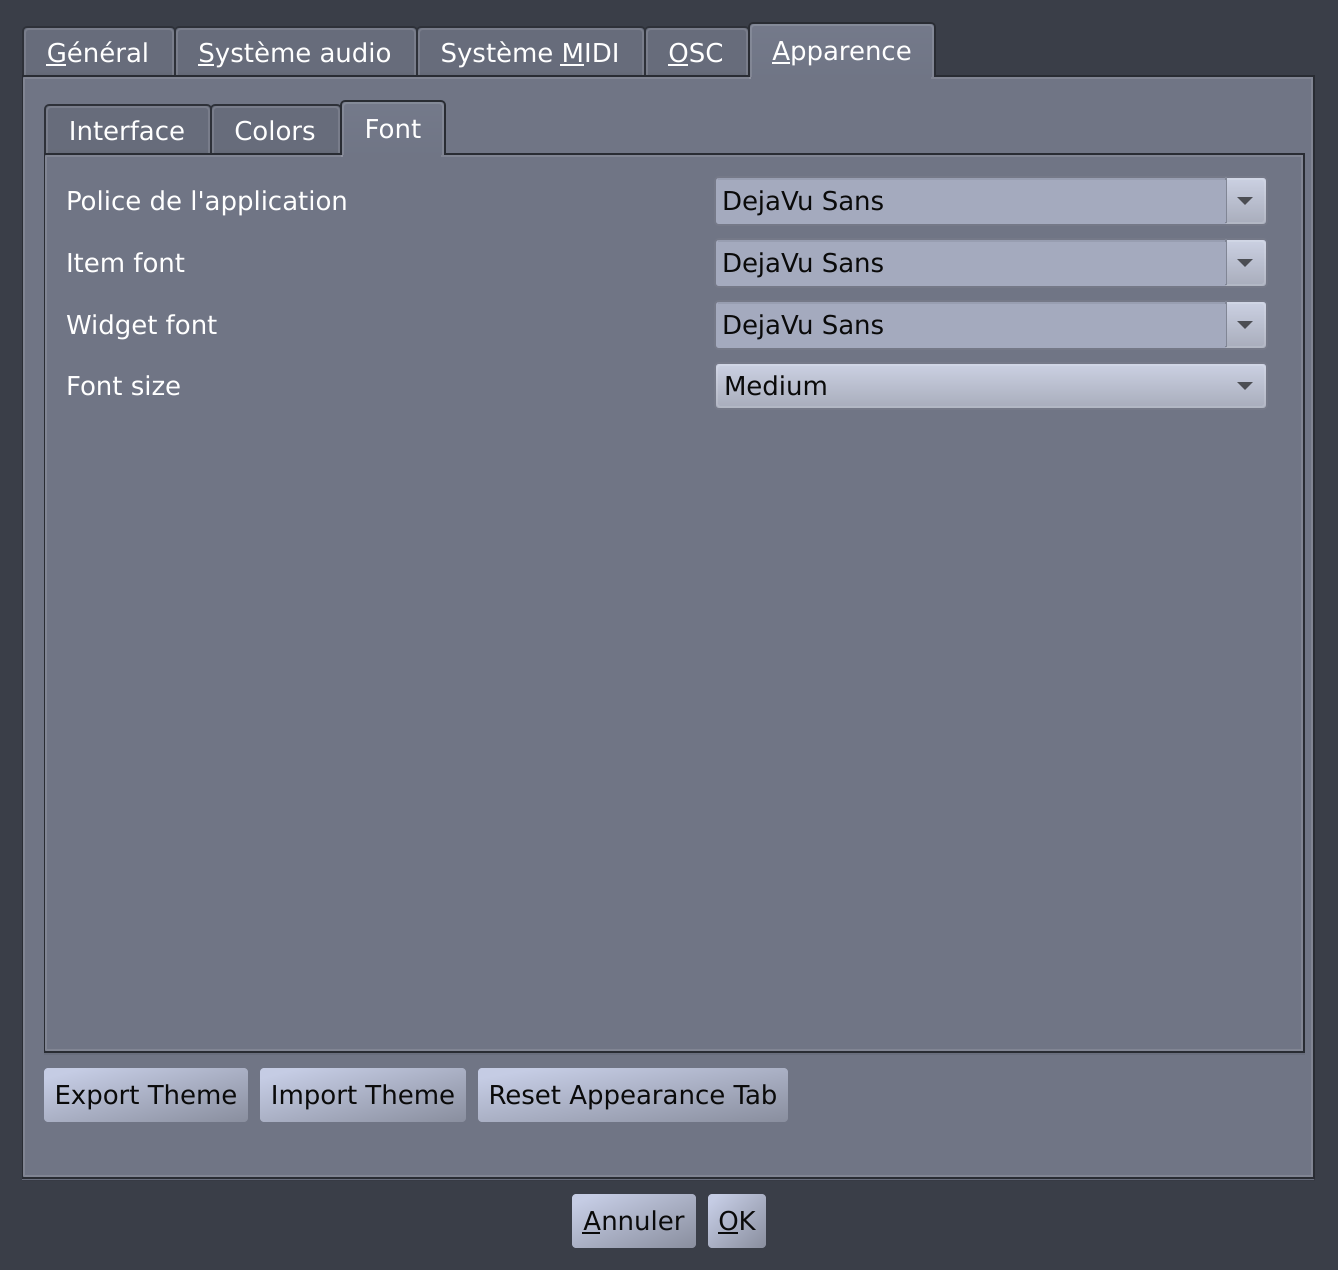 Général Système audio Système MIDI OSC Apparence
Interface Colors Font
Police de l'application DejaVu Sans
Item font DejaVu Sans
Widget font DejaVu Sans
Font size Medium
Export Theme Import Theme Reset Appearance Tab
Annuler OK